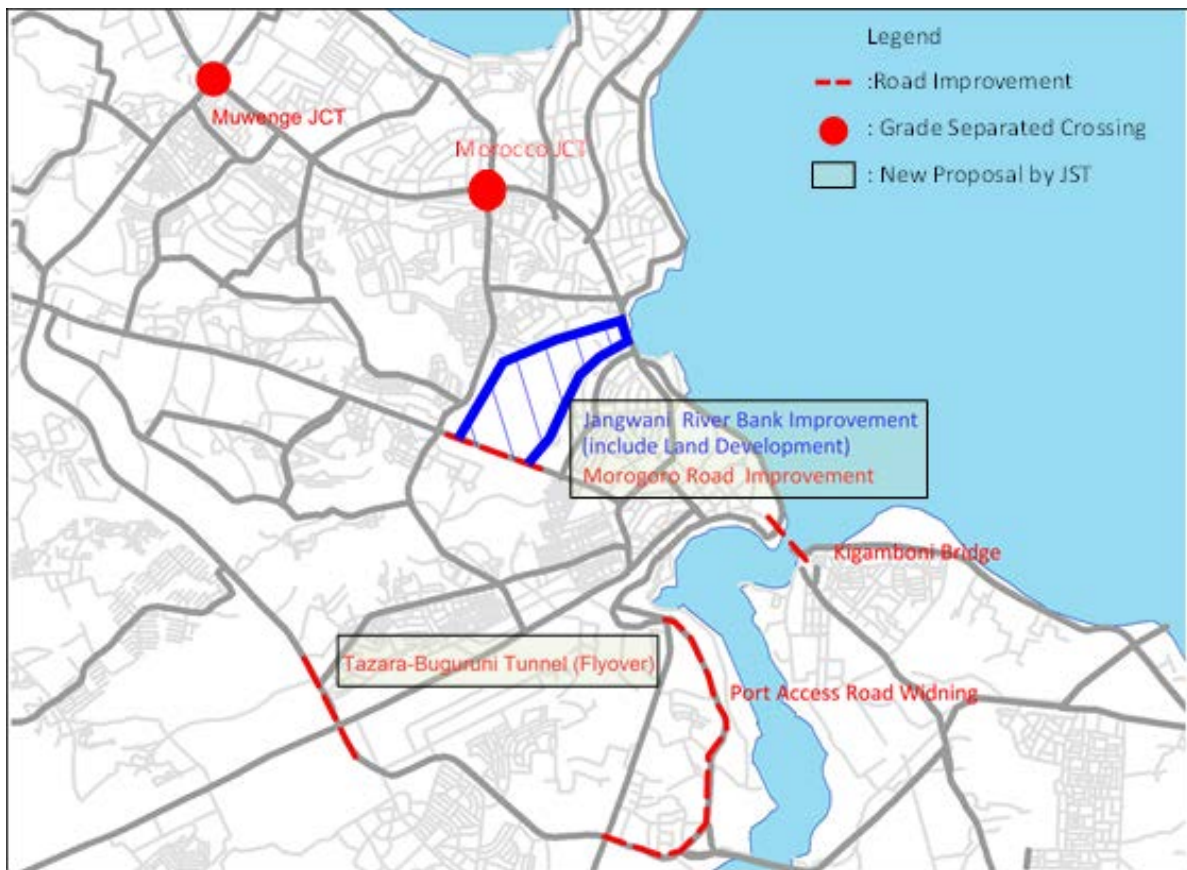 Legend
:Road Improvement
: Grade Separated Crossing
: New Proposal by JST
Muwenge JCT
Morocco JCT
Jangwani River Bank Improvement
(include Land Development)
Morogoro Road Improvement
Kigamboni Bridge
Tazara-Buguruni Tunnel (Flyover)
Port Access Road Widning